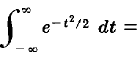 ∫_{-∞}^{∞} e^{-t²/2} dt =